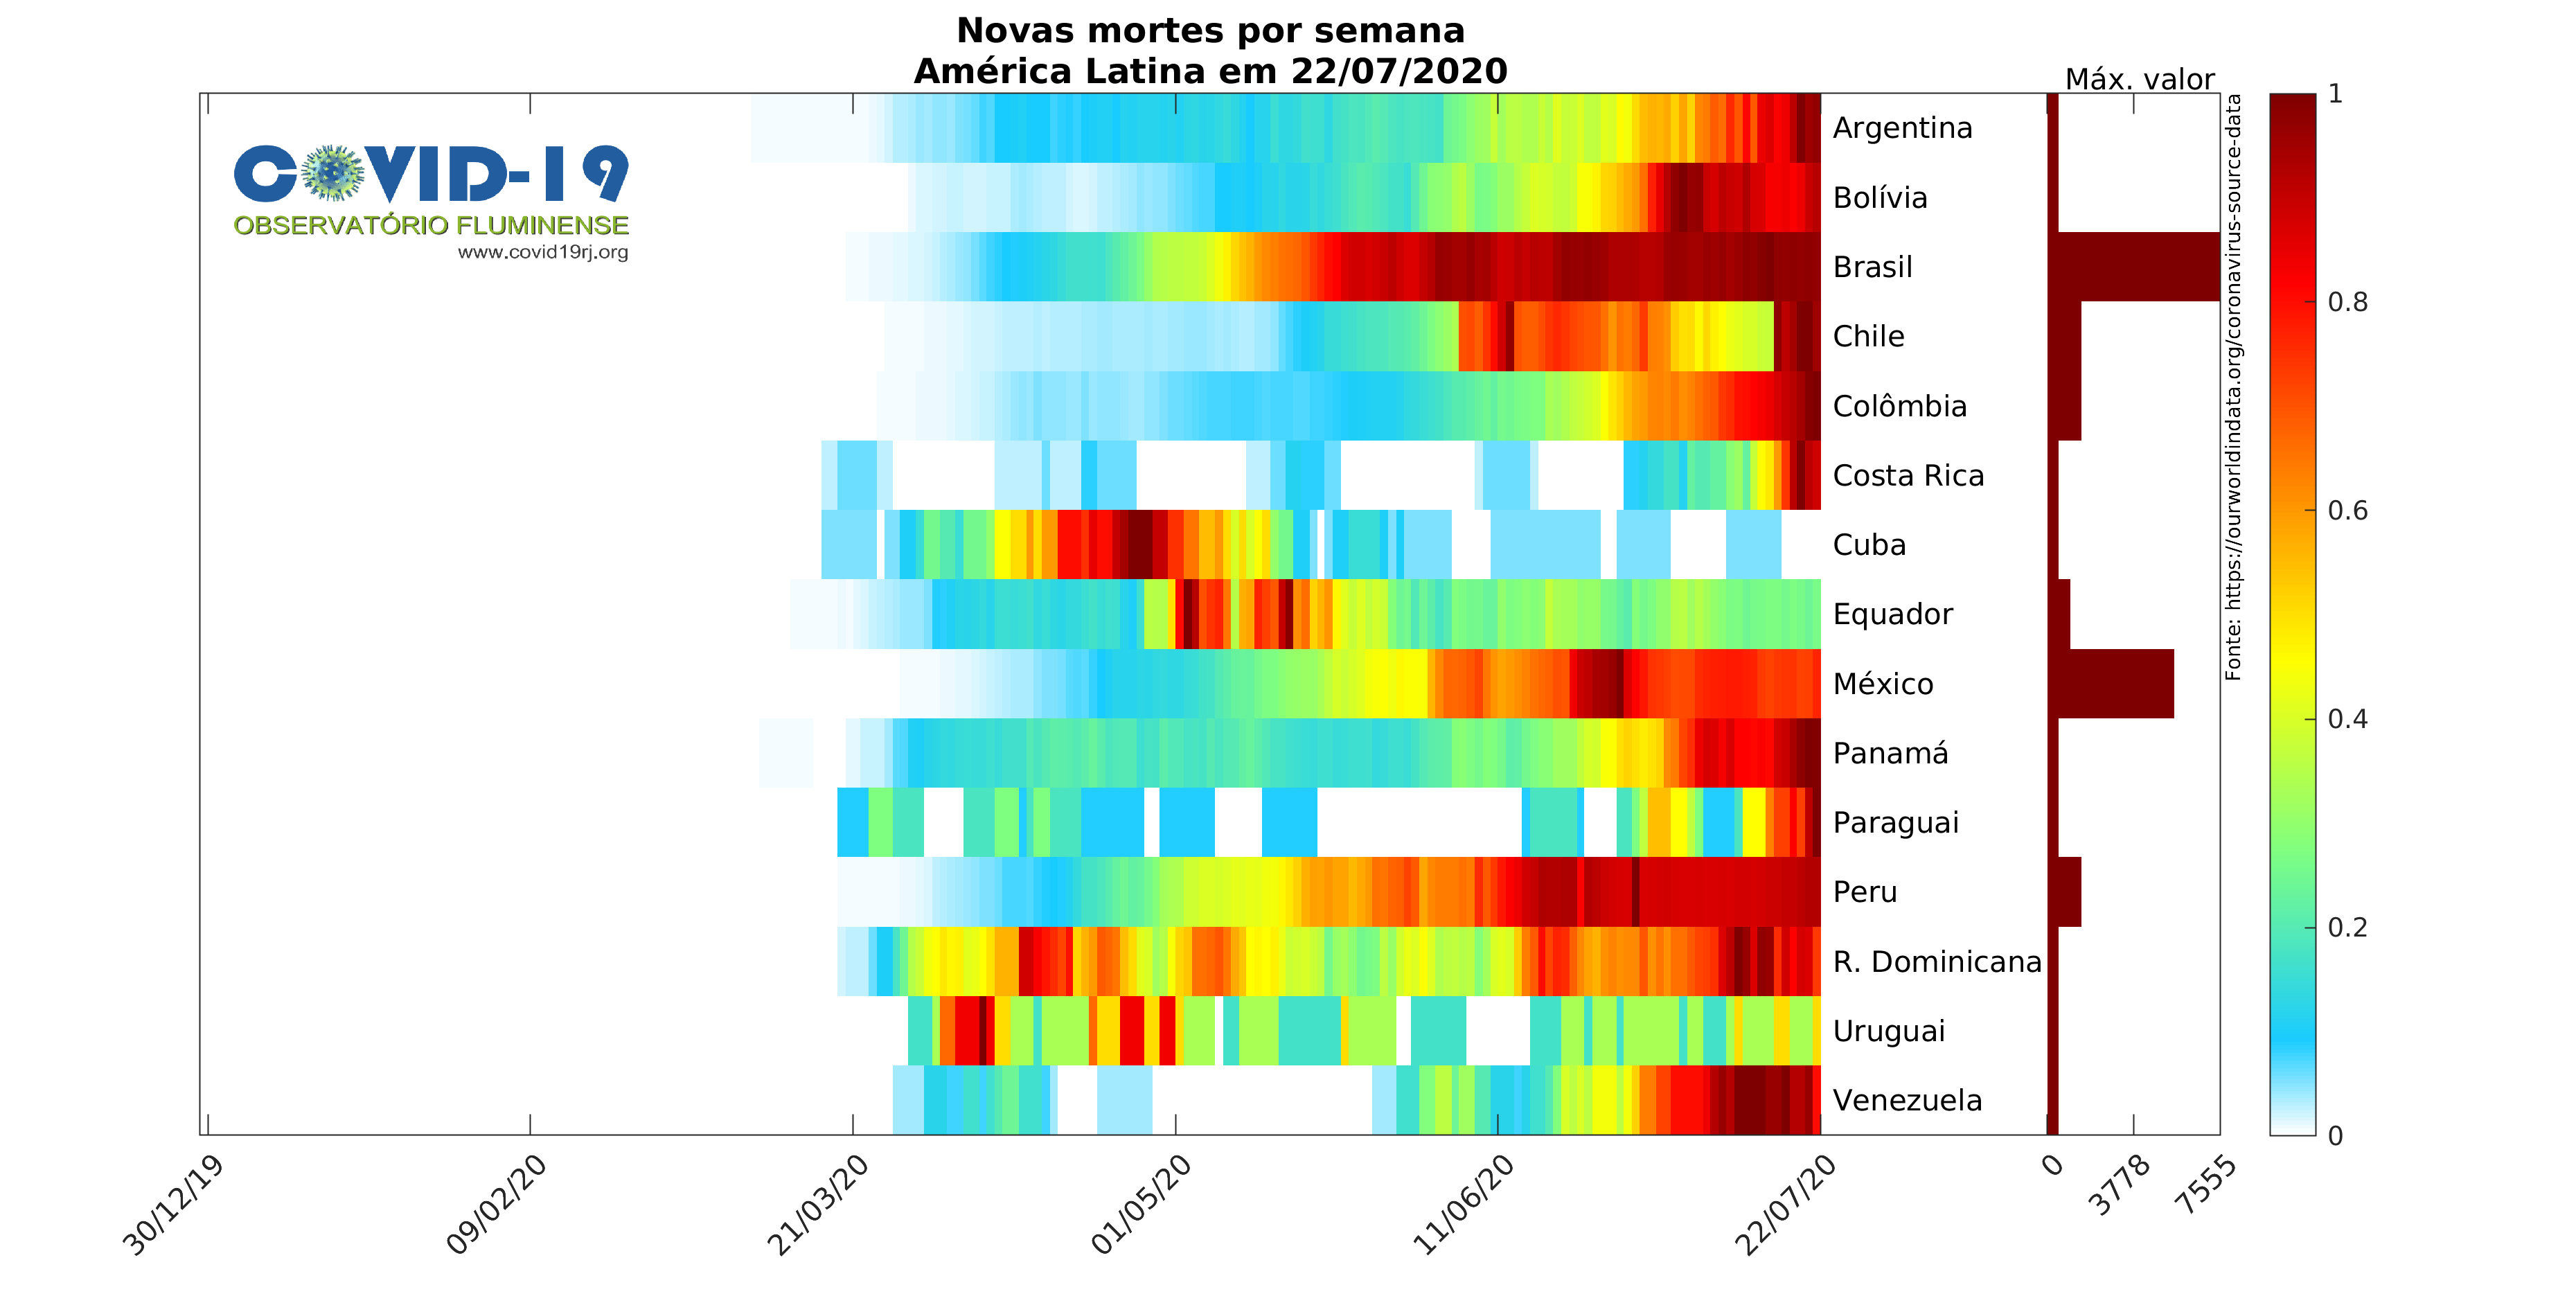 Novas mortes por semana
América Latina em 22/07/2020
Máx. valor
COVID-19
OBSERVATÓRIO FLUMINENSE
www.covid19rj.org
Argentina
Bolívia
Brasil
Chile
Colômbia
Costa Rica
Cuba
Equador
México
Panamá
Paraguai
Peru
R. Dominicana
Uruguai
Venezuela
Fonte: https://ourworldindata.org/coronavirus-source-data
1
0.8
0.6
0.4
0.2
0
30/12/19
09/02/20
21/03/20
01/05/20
11/06/20
22/07/20
0
3778
7555